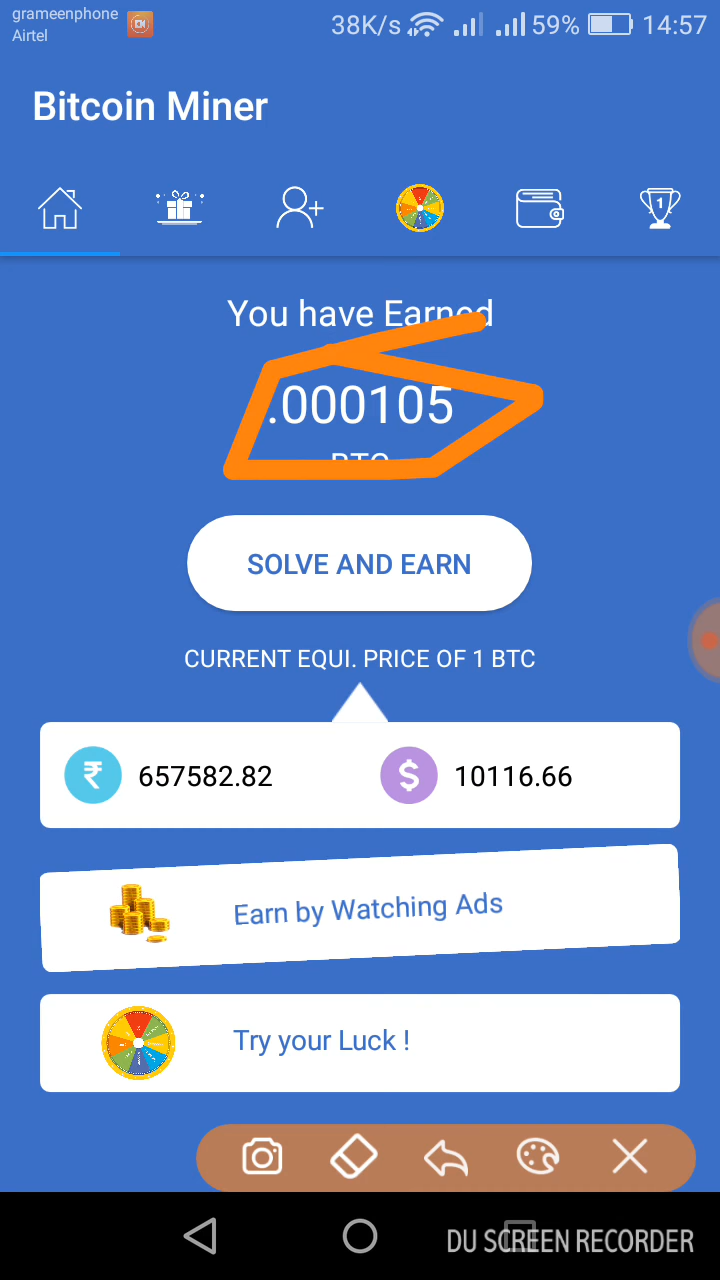 grameenphone
Airtel
38K/s 59% 14:57
Bitcoin Miner
1
You have Earned
.000105
BTC
SOLVE AND EARN
CURRENT EQUI. PRICE OF 1 BTC
₹ 657582.82 $ 10116.66
Earn by Watching Ads
Try your Luck !
DU SCREEN RECORDER